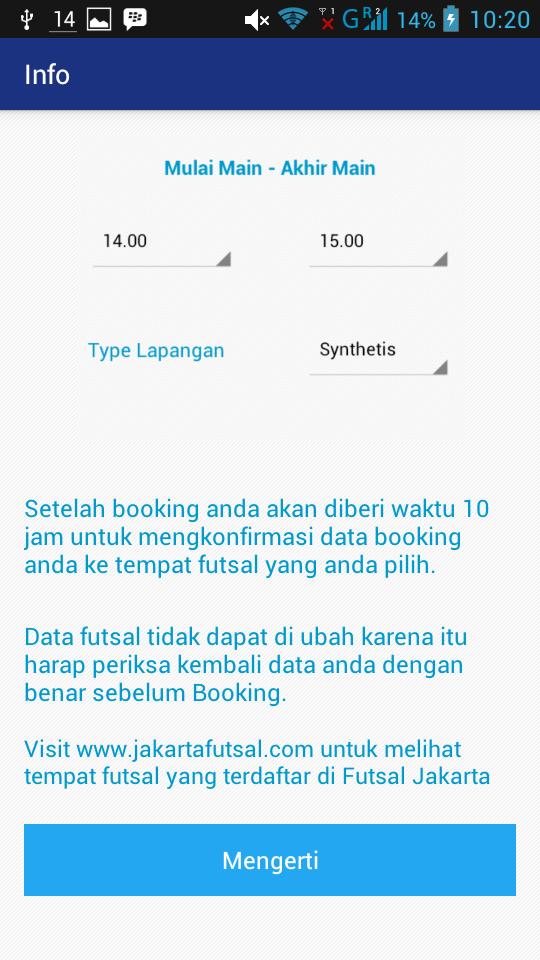 14 G R 2 14% 10:20
Info
Mulai Main - Akhir Main
14.00 15.00
Type Lapangan Synthetis
Setelah booking anda akan diberi waktu 10
jam untuk mengkonfirmasi data booking
anda ke tempat futsal yang anda pilih.
Data futsal tidak dapat di ubah karena itu
harap periksa kembali data anda dengan
benar sebelum Booking.
Visit www.jakartafutsal.com untuk melihat
tempat futsal yang terdaftar di Futsal Jakarta
Mengerti